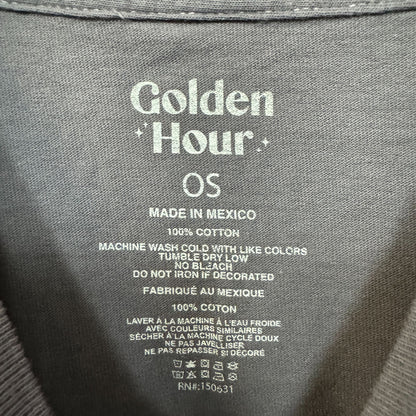 Golden
Hour
OS
MADE IN MEXICO
100% COTTON
MACHINE WASH COLD WITH LIKE COLORS
TUMBLE DRY LOW
NO BLEACH
DO NOT IRON IF DECORATED
FABRIQUÉ AU MEXIQUE
100% COTON
LAVER À LA MACHINE À L'EAU FROIDE
AVEC COULEURS SIMILAIRES
SÉCHER À LA MACHINE CYCLE DOUX
NE PAS JAVELLISER
NE PAS REPASSER SI DÉCORÉ
RN#:150631